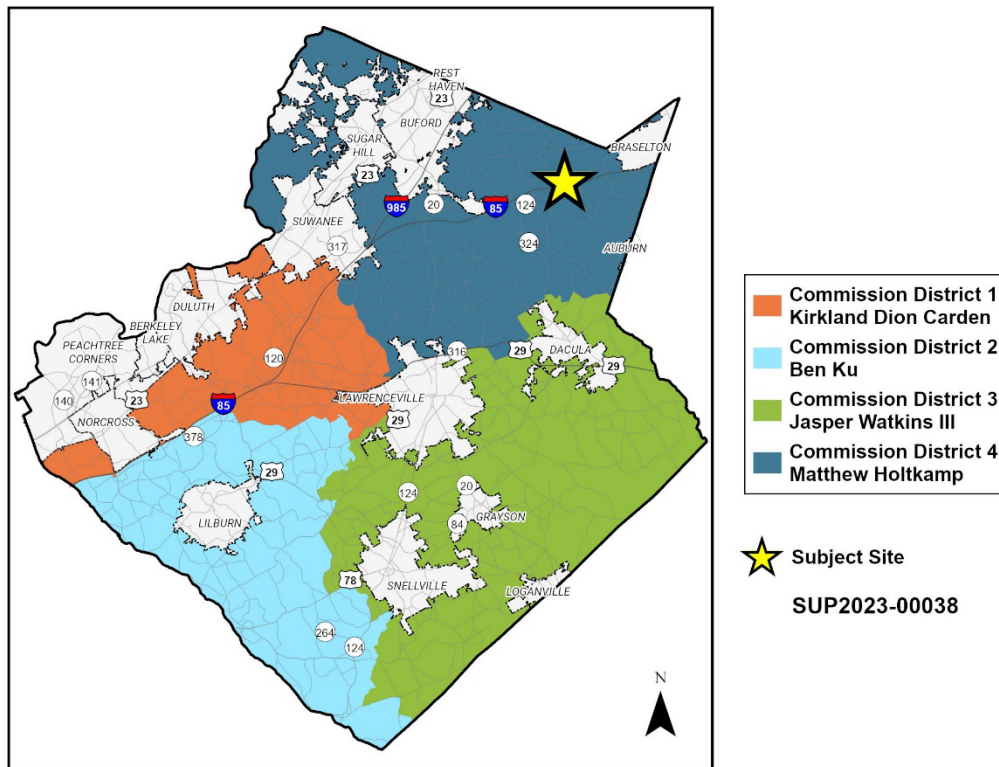 REST
HAVEN
23
BUFORD
BRASELTON
SUGAR
HILL
23
985
20
85
124
SUWANEE
317
324
AUBURN
DULUTH
BERKELEY
LAKE
PEACHTREE
CORNERS
120
316
29
DACULA
29
141
140
23
LAWRENCEVILLE
NORCROSS
85
29
378
29
LILBURN
124
20
GRAYSON
84
78
SNELLVILLE
LOGANVILLE
264
124
N
Commission District 1
Kirkland Dion Carden
Commission District 2
Ben Ku
Commission District 3
Jasper Watkins III
Commission District 4
Matthew Holtkamp
Subject Site
SUP2023-00038